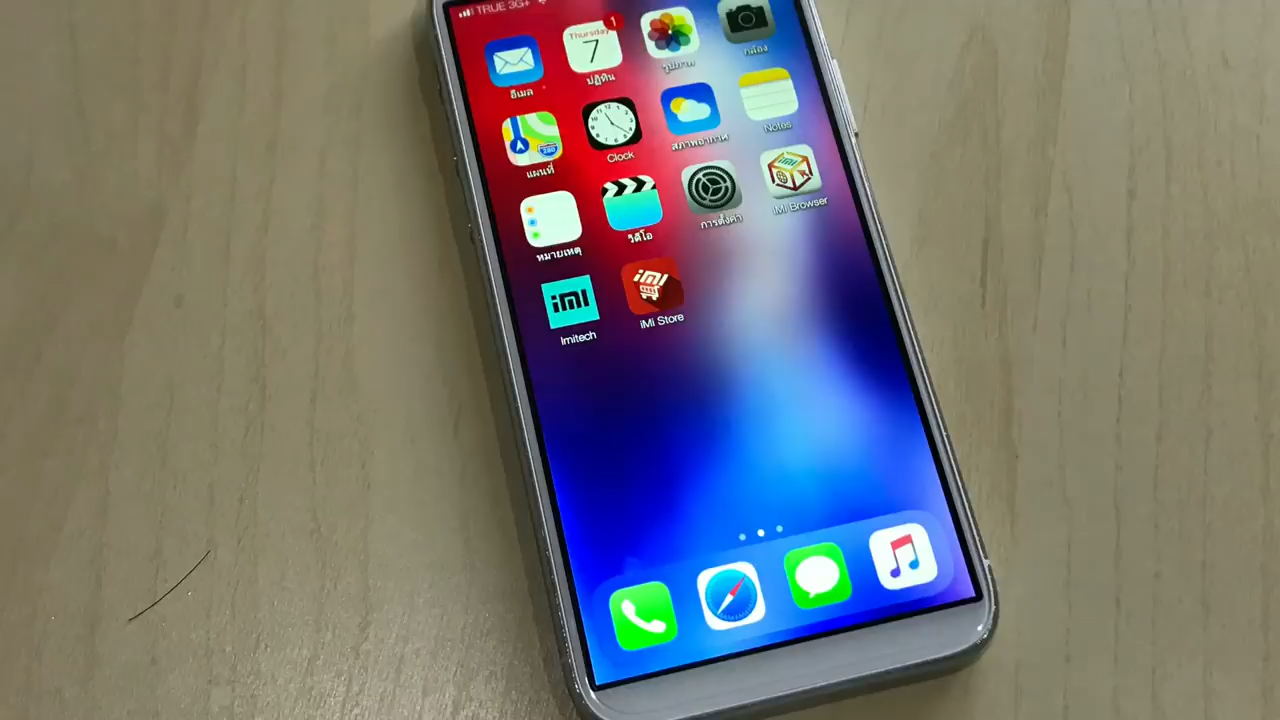 TRUE 3G+
Thursday
7
1
อีเมล
ปฏิทิน
รูปภาพ
กล้อง
280
แผนที่
Clock
สภาพอากาศ
Notes
iMI
หมายเหตุ
วิดีโอ
การตั้งค่า
iMI Browser
iMI
iMI
Imitech
iMi Store